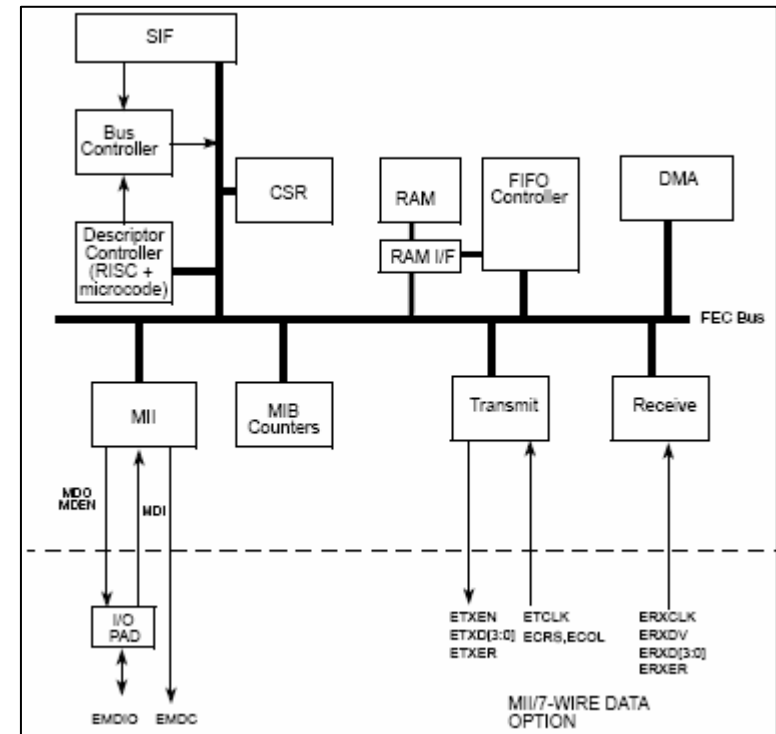 SIF
Bus
Controller
CSR
RAM
FIFO
Controller
DMA
Descriptor
Controller
(RISC +
microcode)
RAM I/F
FEC Bus
MII
MIB
Counters
Transmit
Receive
MDO
MDEN
MDI
I/O
PAD
ETXEN
ETXD[3:0]
ETXER
ETCLK
ECRS,ECOL
ERXCLK
ERXDV
ERXD[3:0]
ERXER
EMDIO
EMDC
MII/7-WIRE DATA
OPTION